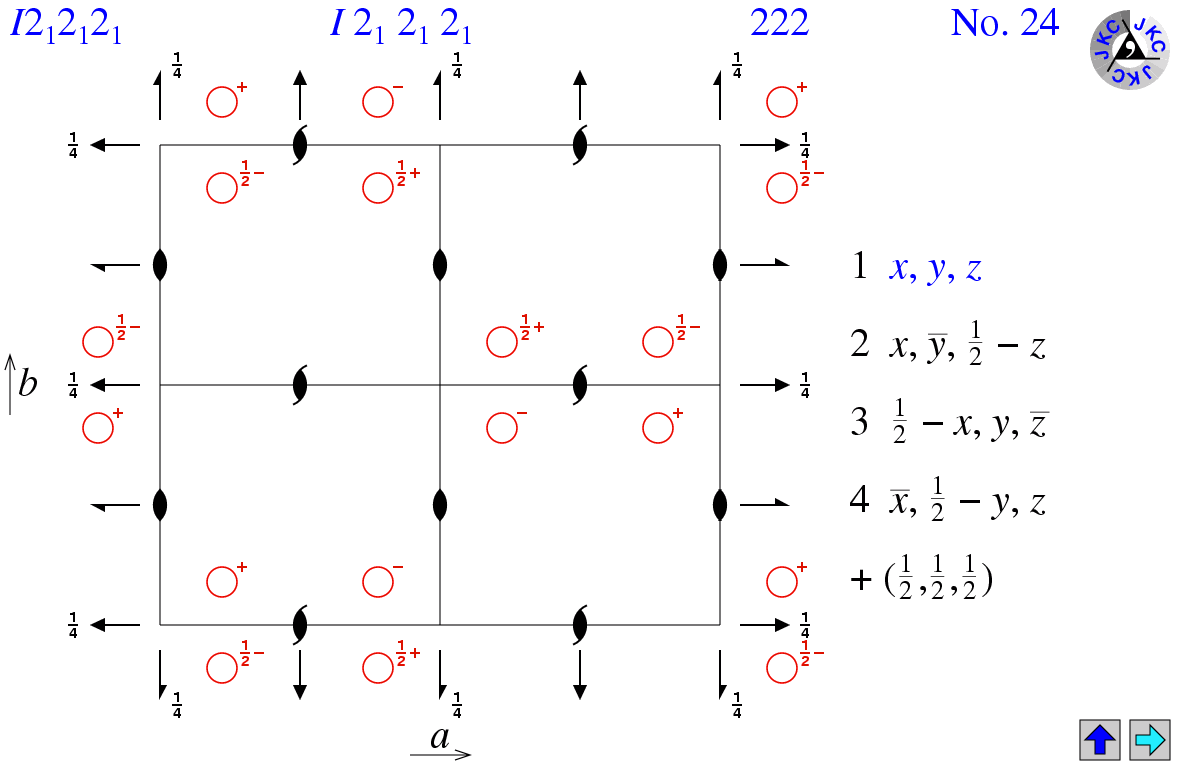 I2₁2₁2₁ I 2₁ 2₁ 2₁ 222 No. 24
JKC JKC JKC
1/4 1/4 1/4
+ − +
1/4 1/4
1/2− 1/2+ 1/2−
1/2− 1/2+ 1/2−
1/4 1/4
+ − +
+ − +
1/4 1/4
1/2− 1/2+ 1/2−
1/4 1/4 1/4
b
a
1 x, y, z
2 x, y̅, 1/2 − z
3 1/2 − x, y, z̅
4 x̅, 1/2 − y, z
+ (1/2,1/2,1/2)